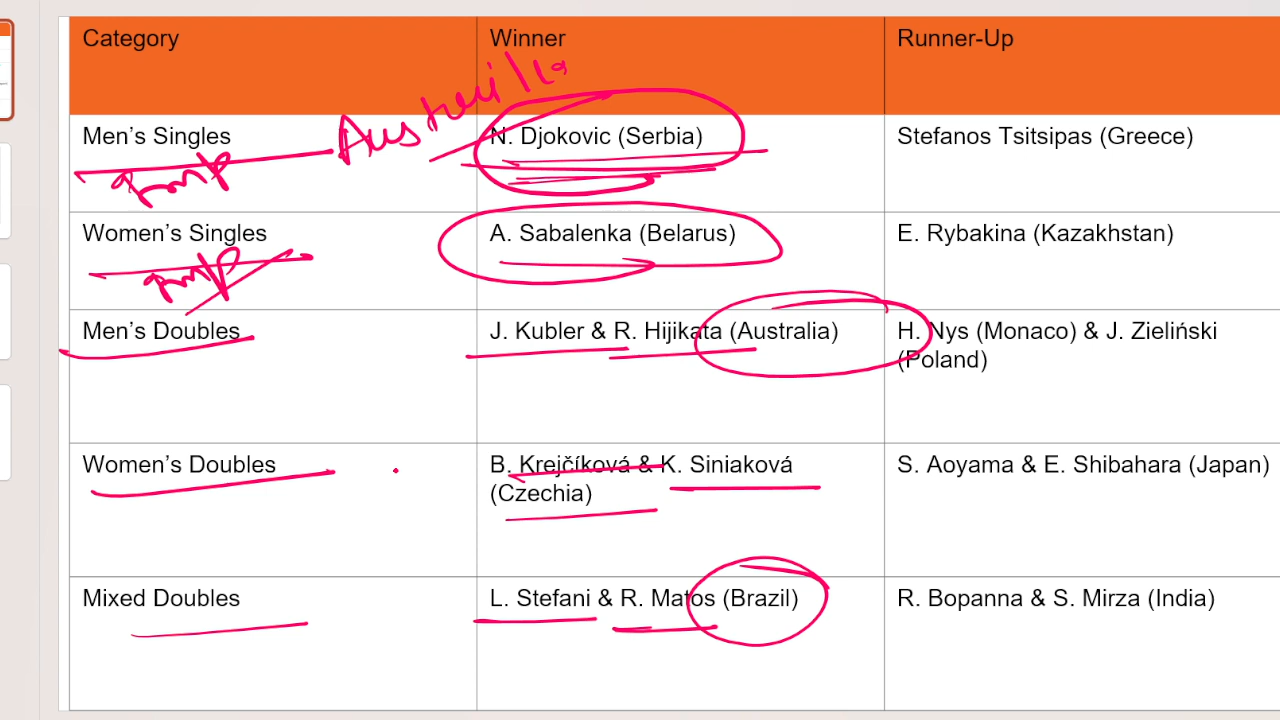 Category Winner Runner-Up
Men's Singles N. Djokovic (Serbia) Stefanos Tsitsipas (Greece)
Imp
Women's Singles A. Sabalenka (Belarus) E. Rybakina (Kazakhstan)
Imp
Men's Doubles J. Kubler & R. Hijikata (Australia) H. Nys (Monaco) & J. Zieliński
(Poland)
Women's Doubles B. Krejčíková & K. Siniaková S. Aoyama & E. Shibahara (Japan)
(Czechia)
Mixed Doubles L. Stefani & R. Matos (Brazil) R. Bopanna & S. Mirza (India)